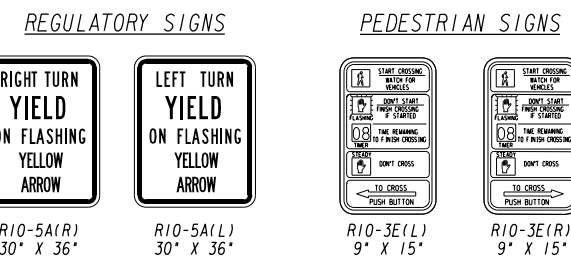 REGULATORY SIGNS
RIGHT TURN
YIELD
ON FLASHING
YELLOW
ARROW
R10-5A(R)
30" X 36"
LEFT TURN
YIELD
ON FLASHING
YELLOW
ARROW
R10-5A(L)
30" X 36"
PEDESTRIAN SIGNS
START CROSSING
WATCH FOR
VEHICLES
DON'T START
FINISH CROSSING
IF STARTED
FLASHING
08
TIME REMAINING
TO FINISH CROSSING
TIMER
STEADY
DON'T CROSS
TO CROSS
PUSH BUTTON
R10-3E(L)
9" X 15"
START CROSSING
WATCH FOR
VEHICLES
DON'T START
FINISH CROSSING
IF STARTED
FLASHING
08
TIME REMAINING
TO FINISH CROSSING
TIMER
STEADY
DON'T CROSS
TO CROSS
PUSH BUTTON
R10-3E(R)
9" X 15"